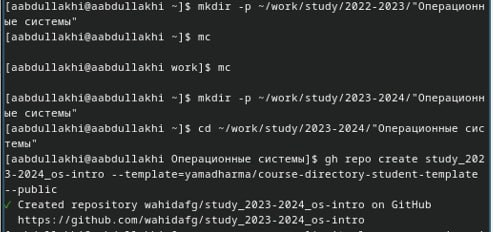 [aabdullakhi@aabdullakhi ~]$ mkdir -p ~/work/study/2022-2023/"Операционн
ые системы"
[aabdullakhi@aabdullakhi ~]$ mc
[aabdullakhi@aabdullakhi work]$ mc
[aabdullakhi@aabdullakhi ~]$ mkdir -p ~/work/study/2023-2024/"Операционн
ые системы"
[aabdullakhi@aabdullakhi ~]$ cd ~/work/study/2023-2024/"Операционные сис
темы"
[aabdullakhi@aabdullakhi Операционные системы]$ gh repo create study_202
3-2024_os-intro --template=yamadharma/course-directory-student-template
--public
✓ Created repository wahidafg/study_2023-2024_os-intro on GitHub
https://github.com/wahidafg/study_2023-2024_os-intro